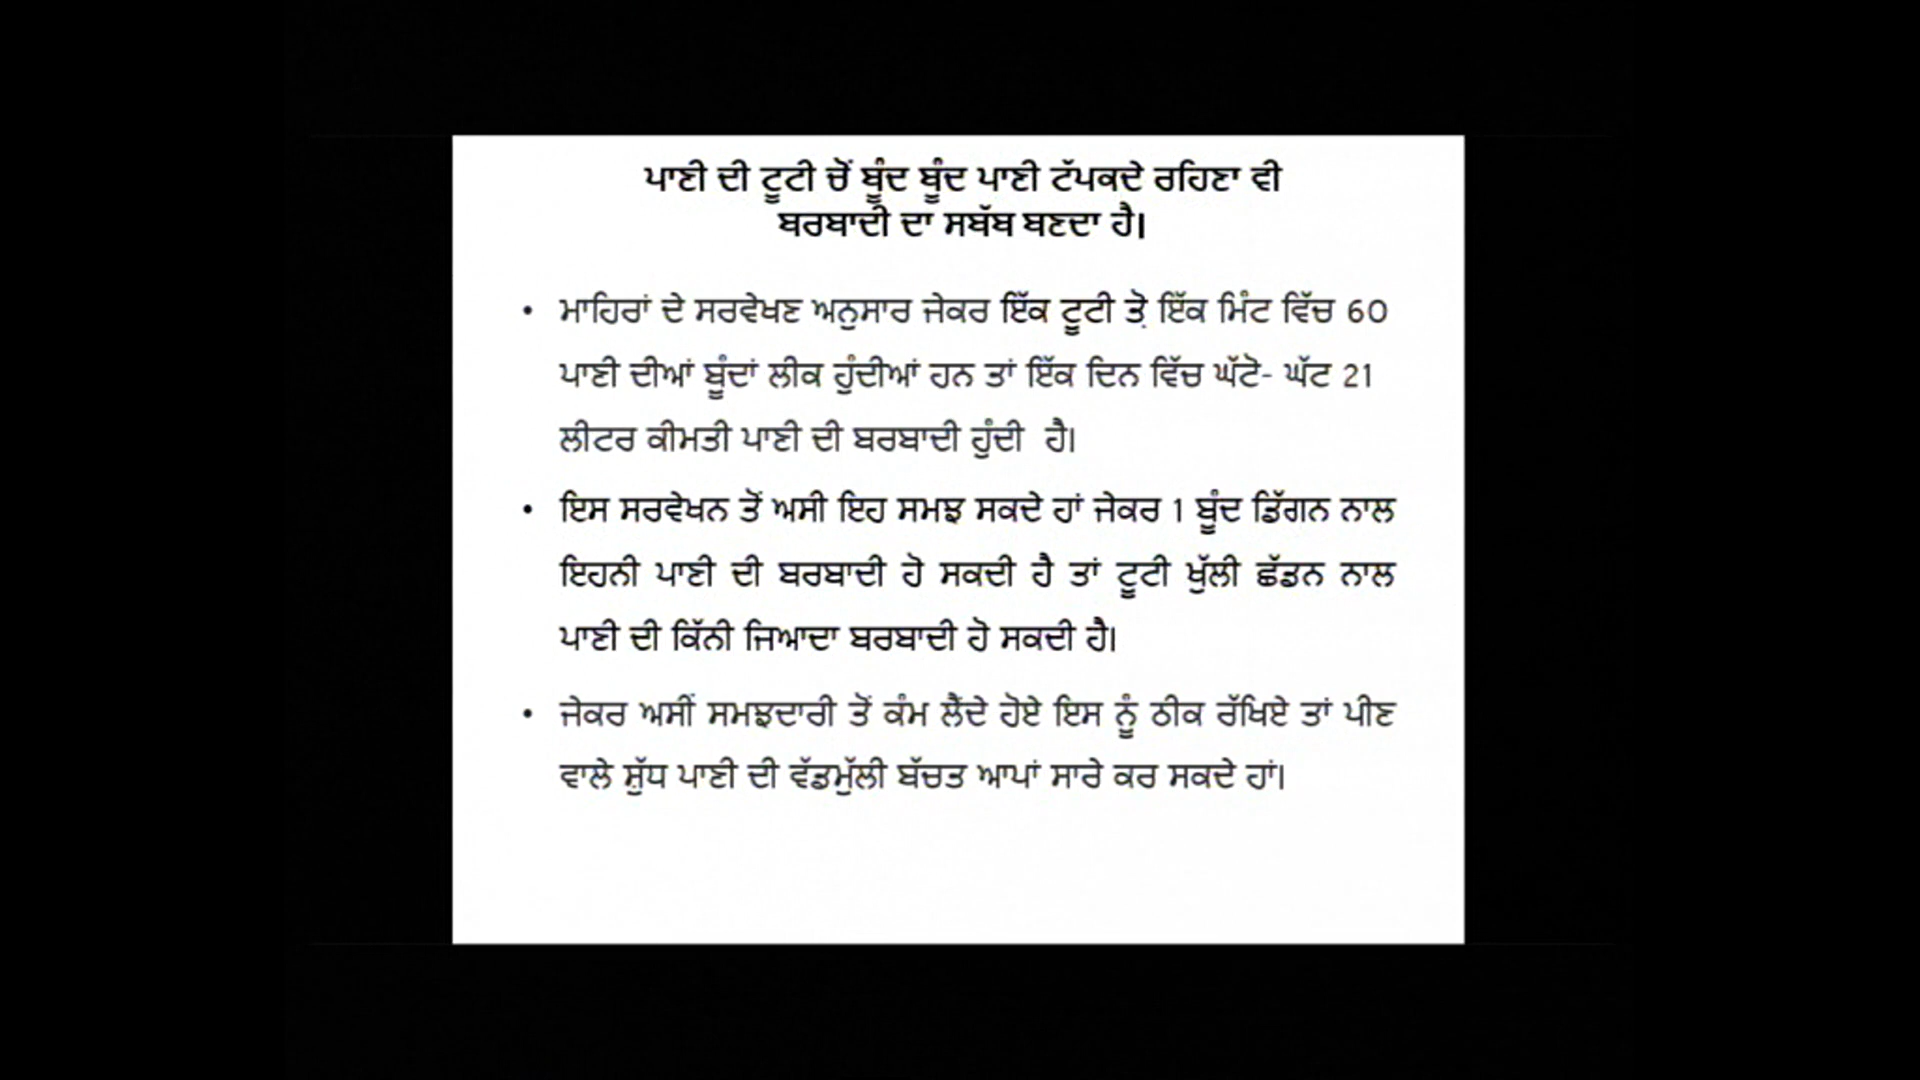 ਪਾਣੀ ਦੀ ਟੂਟੀ ਚੋਂ ਬੂੰਦ ਬੂੰਦ ਪਾਣੀ ਟੱਪਕਦੇ ਰਹਿਣਾ ਵੀ
ਬਰਬਾਦੀ ਦਾ ਸਬੱਬ ਬਣਦਾ ਹੈ।
• ਮਾਹਿਰਾਂ ਦੇ ਸਰਵੇਖਣ ਅਨੁਸਾਰ ਜੇਕਰ ਇੱਕ ਟੂਟੀ ਤੋਂ ਇੱਕ ਮਿੰਟ ਵਿੱਚ 60
ਪਾਣੀ ਦੀਆਂ ਬੂੰਦਾਂ ਲੀਕ ਹੁੰਦੀਆਂ ਹਨ ਤਾਂ ਇੱਕ ਦਿਨ ਵਿੱਚ ਘੱਟੋ- ਘੱਟ 21
ਲੀਟਰ ਕੀਮਤੀ ਪਾਣੀ ਦੀ ਬਰਬਾਦੀ ਹੁੰਦੀ ਹੈ।
• ਇਸ ਸਰਵੇਖਨ ਤੋਂ ਅਸੀ ਇਹ ਸਮਝ ਸਕਦੇ ਹਾਂ ਜੇਕਰ 1 ਬੂੰਦ ਡਿੱਗਨ ਨਾਲ
ਇਹਨੀ ਪਾਣੀ ਦੀ ਬਰਬਾਦੀ ਹੋ ਸਕਦੀ ਹੈ ਤਾਂ ਟੂਟੀ ਖੁੱਲੀ ਛੱਡਨ ਨਾਲ
ਪਾਣੀ ਦੀ ਕਿੱਨੀ ਜਿਆਦਾ ਬਰਬਾਦੀ ਹੋ ਸਕਦੀ ਹੈ।
• ਜੇਕਰ ਅਸੀਂ ਸਮਝਦਾਰੀ ਤੋਂ ਕੰਮ ਲੈਂਦੇ ਹੋਏ ਇਸ ਨੂੰ ਠੀਕ ਰੱਖਿਏ ਤਾਂ ਪੀਣ
ਵਾਲੇ ਸ਼ੁੱਧ ਪਾਣੀ ਦੀ ਵੱਡਮੁੱਲੀ ਬੱਚਤ ਆਪਾਂ ਸਾਰੇ ਕਰ ਸਕਦੇ ਹਾਂ।